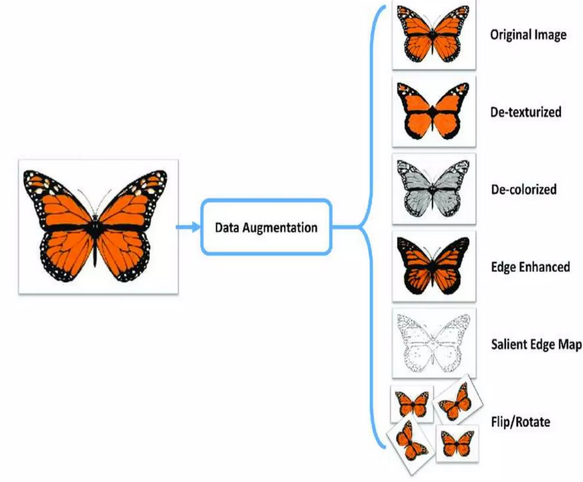 Original Image
De-texturized
De-colorized
Data Augmentation
Edge Enhanced
Salient Edge Map
Flip/Rotate